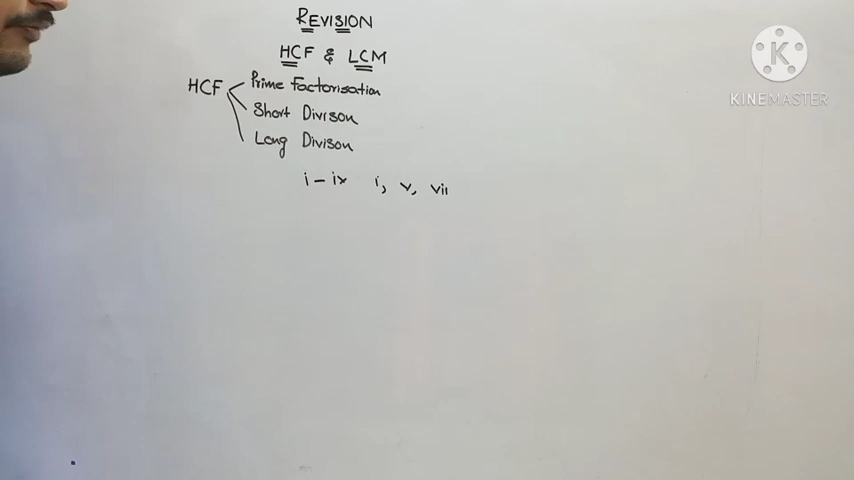 REVISION
HCF & LCM
HCF
Prime Factorisation
Short Divison
Long Divison
i - ix i, v, vii
KINEMASTER